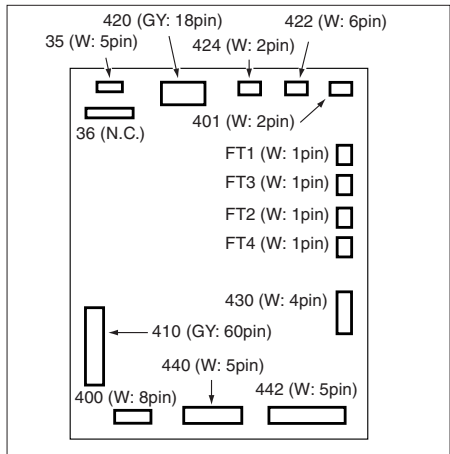 420 (GY: 18pin)
422 (W: 6pin)
35 (W: 5pin)
424 (W: 2pin)
401 (W: 2pin)
36 (N.C.)
FT1 (W: 1pin)
FT3 (W: 1pin)
FT2 (W: 1pin)
FT4 (W: 1pin)
430 (W: 4pin)
410 (GY: 60pin)
440 (W: 5pin)
400 (W: 8pin)
442 (W: 5pin)